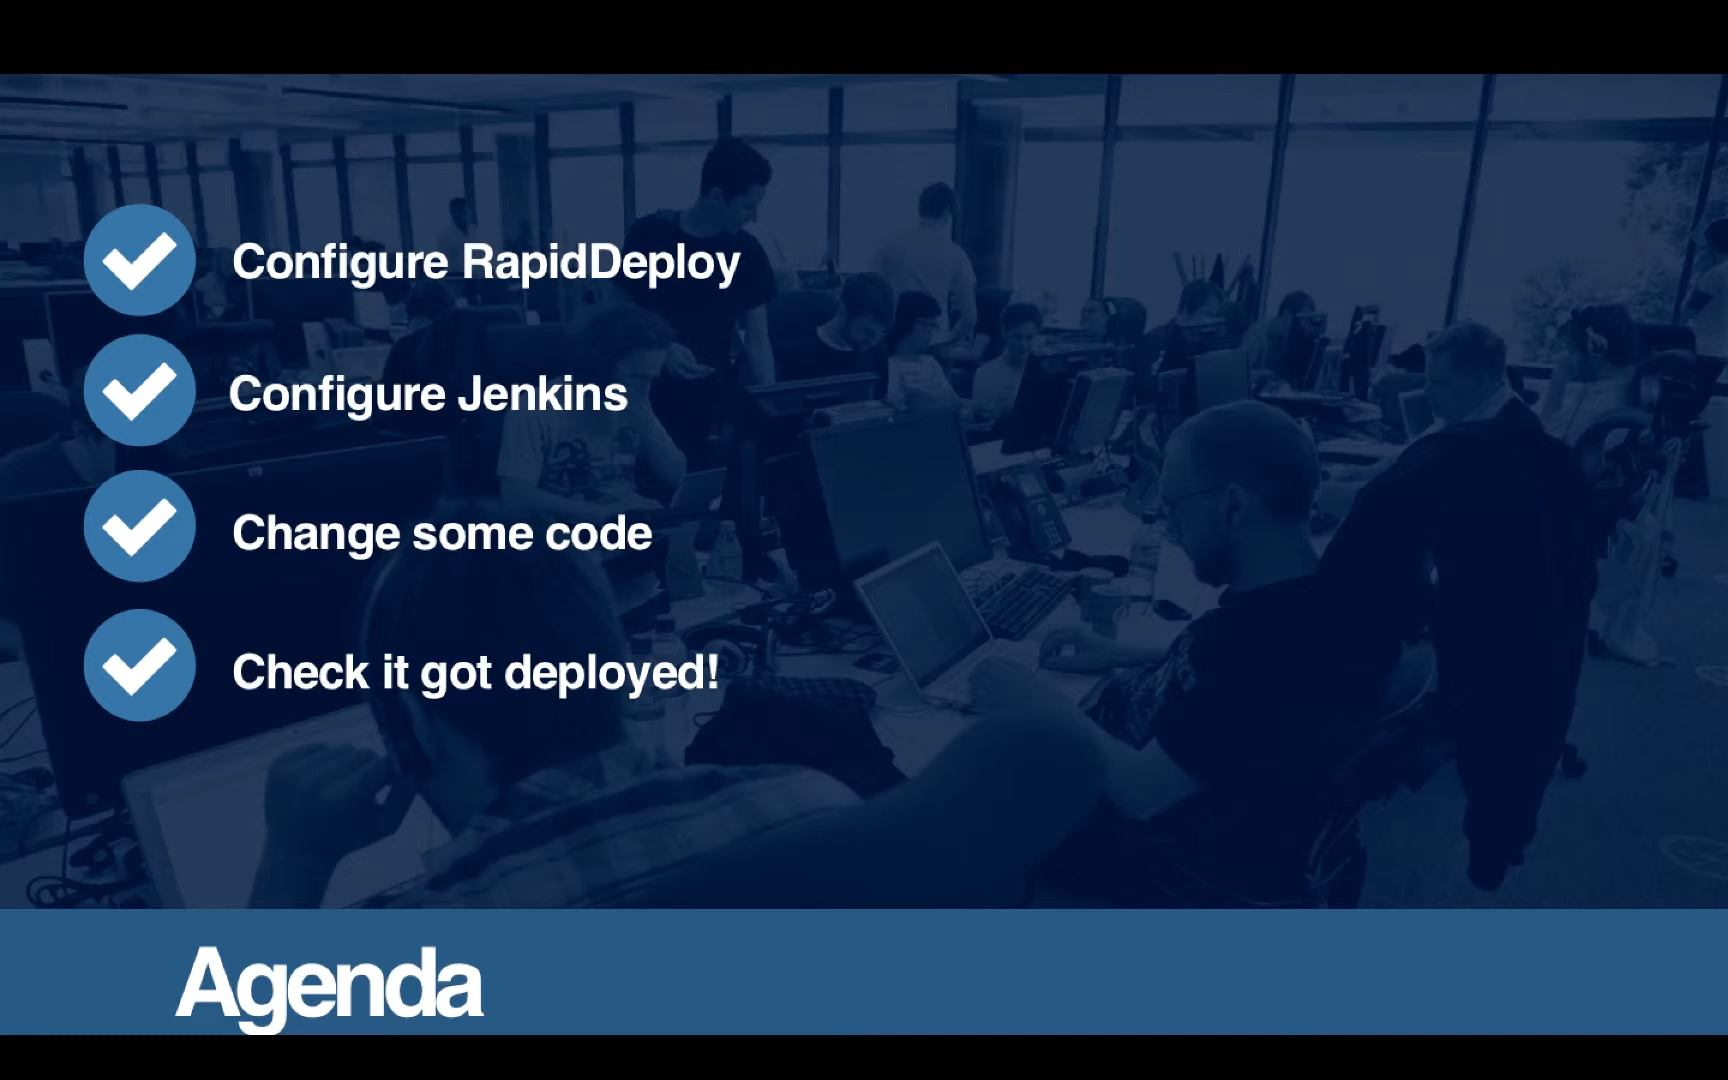 Configure RapidDeploy
Configure Jenkins
Change some code
Check it got deployed!
Agenda